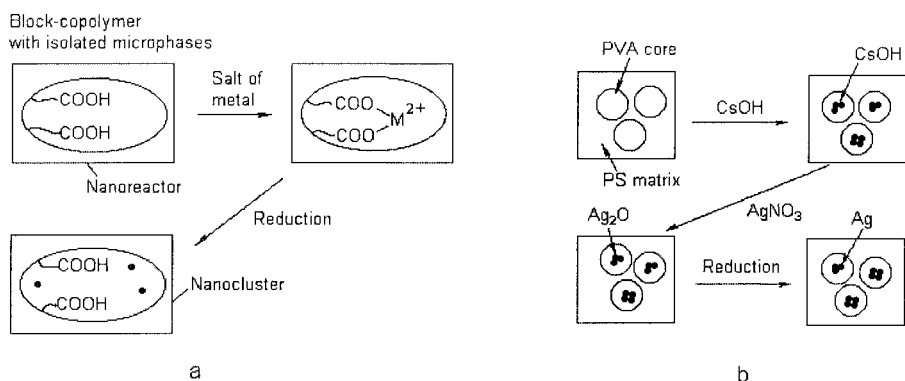 Block-copolymer
with isolated microphases
COOH
COOH
Salt of
metal
COO
M2+
COO
Nanoreactor
Reduction
COOH
COOH
Nanocluster
a
PVA core
PS matrix
CsOH
CsOH
AgNO3
Ag2O
Reduction
Ag
b